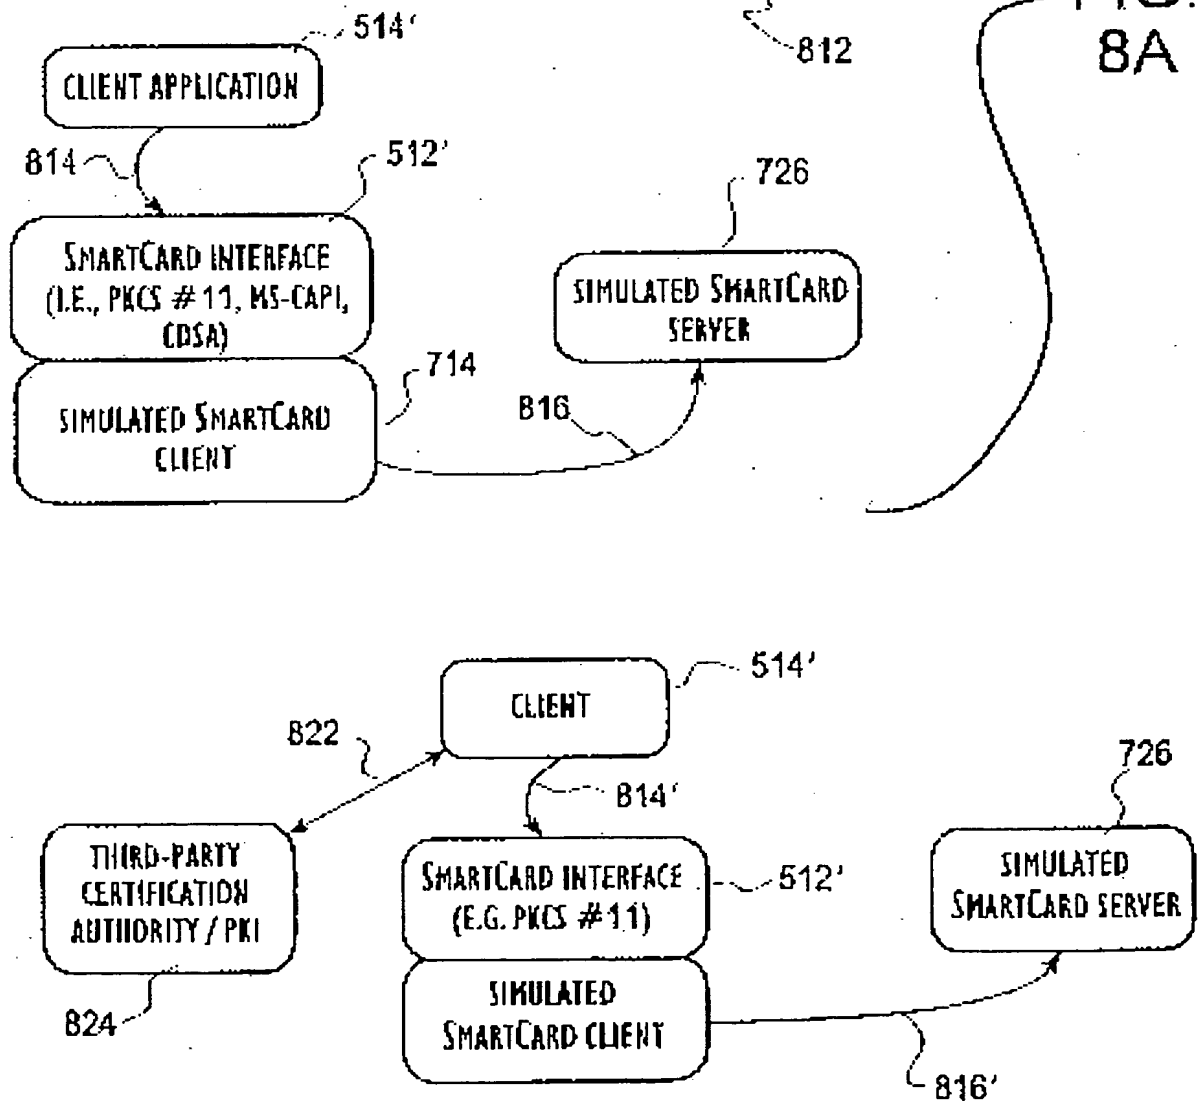 FIG.
8A
812
514'
CLIENT APPLICATION
814
512'
SMARTCARD INTERFACE
(I.E., PKCS #11, MS-CAPI,
CDSA)
726
SIMULATED SMARTCARD
SERVER
714
SIMULATED SMARTCARD
CLIENT
816
514'
CLIENT
822
814'
726
THIRD-PARTY
CERTIFICATION
AUTHORITY / PKI
824
SMARTCARD INTERFACE
(E.G. PKCS #11)
512'
SIMULATED
SMARTCARD SERVER
SIMULATED
SMARTCARD CLIENT
816'